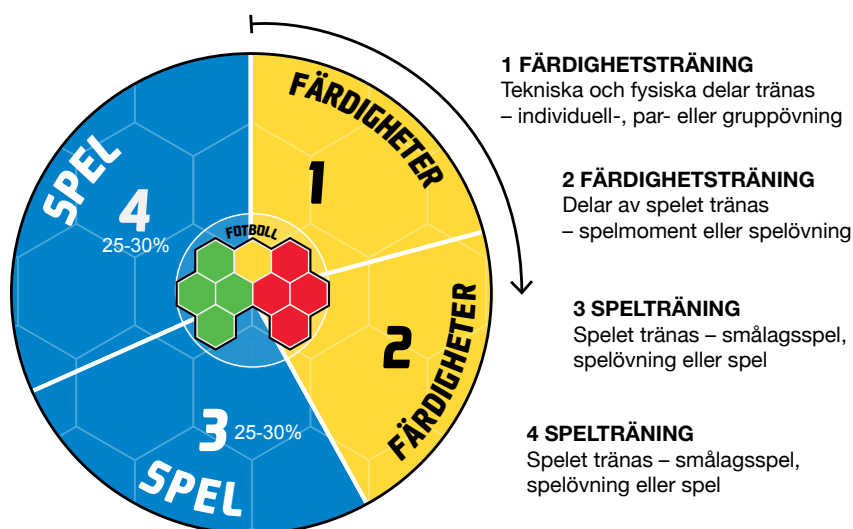 FÄRDIGHETER
1
SPEL
4
25-30%
FOTBOLL
2
FÄRDIGHETER
3 25-30%
SPEL
1 FÄRDIGHETSTRÄNING
Tekniska och fysiska delar tränas
– individuell-, par- eller gruppövning
2 FÄRDIGHETSTRÄNING
Delar av spelet tränas
– spelmoment eller spelövning
3 SPELTRÄNING
Spelet tränas – smålagsspel,
spelövning eller spel
4 SPELTRÄNING
Spelet tränas – smålagsspel,
spelövning eller spel